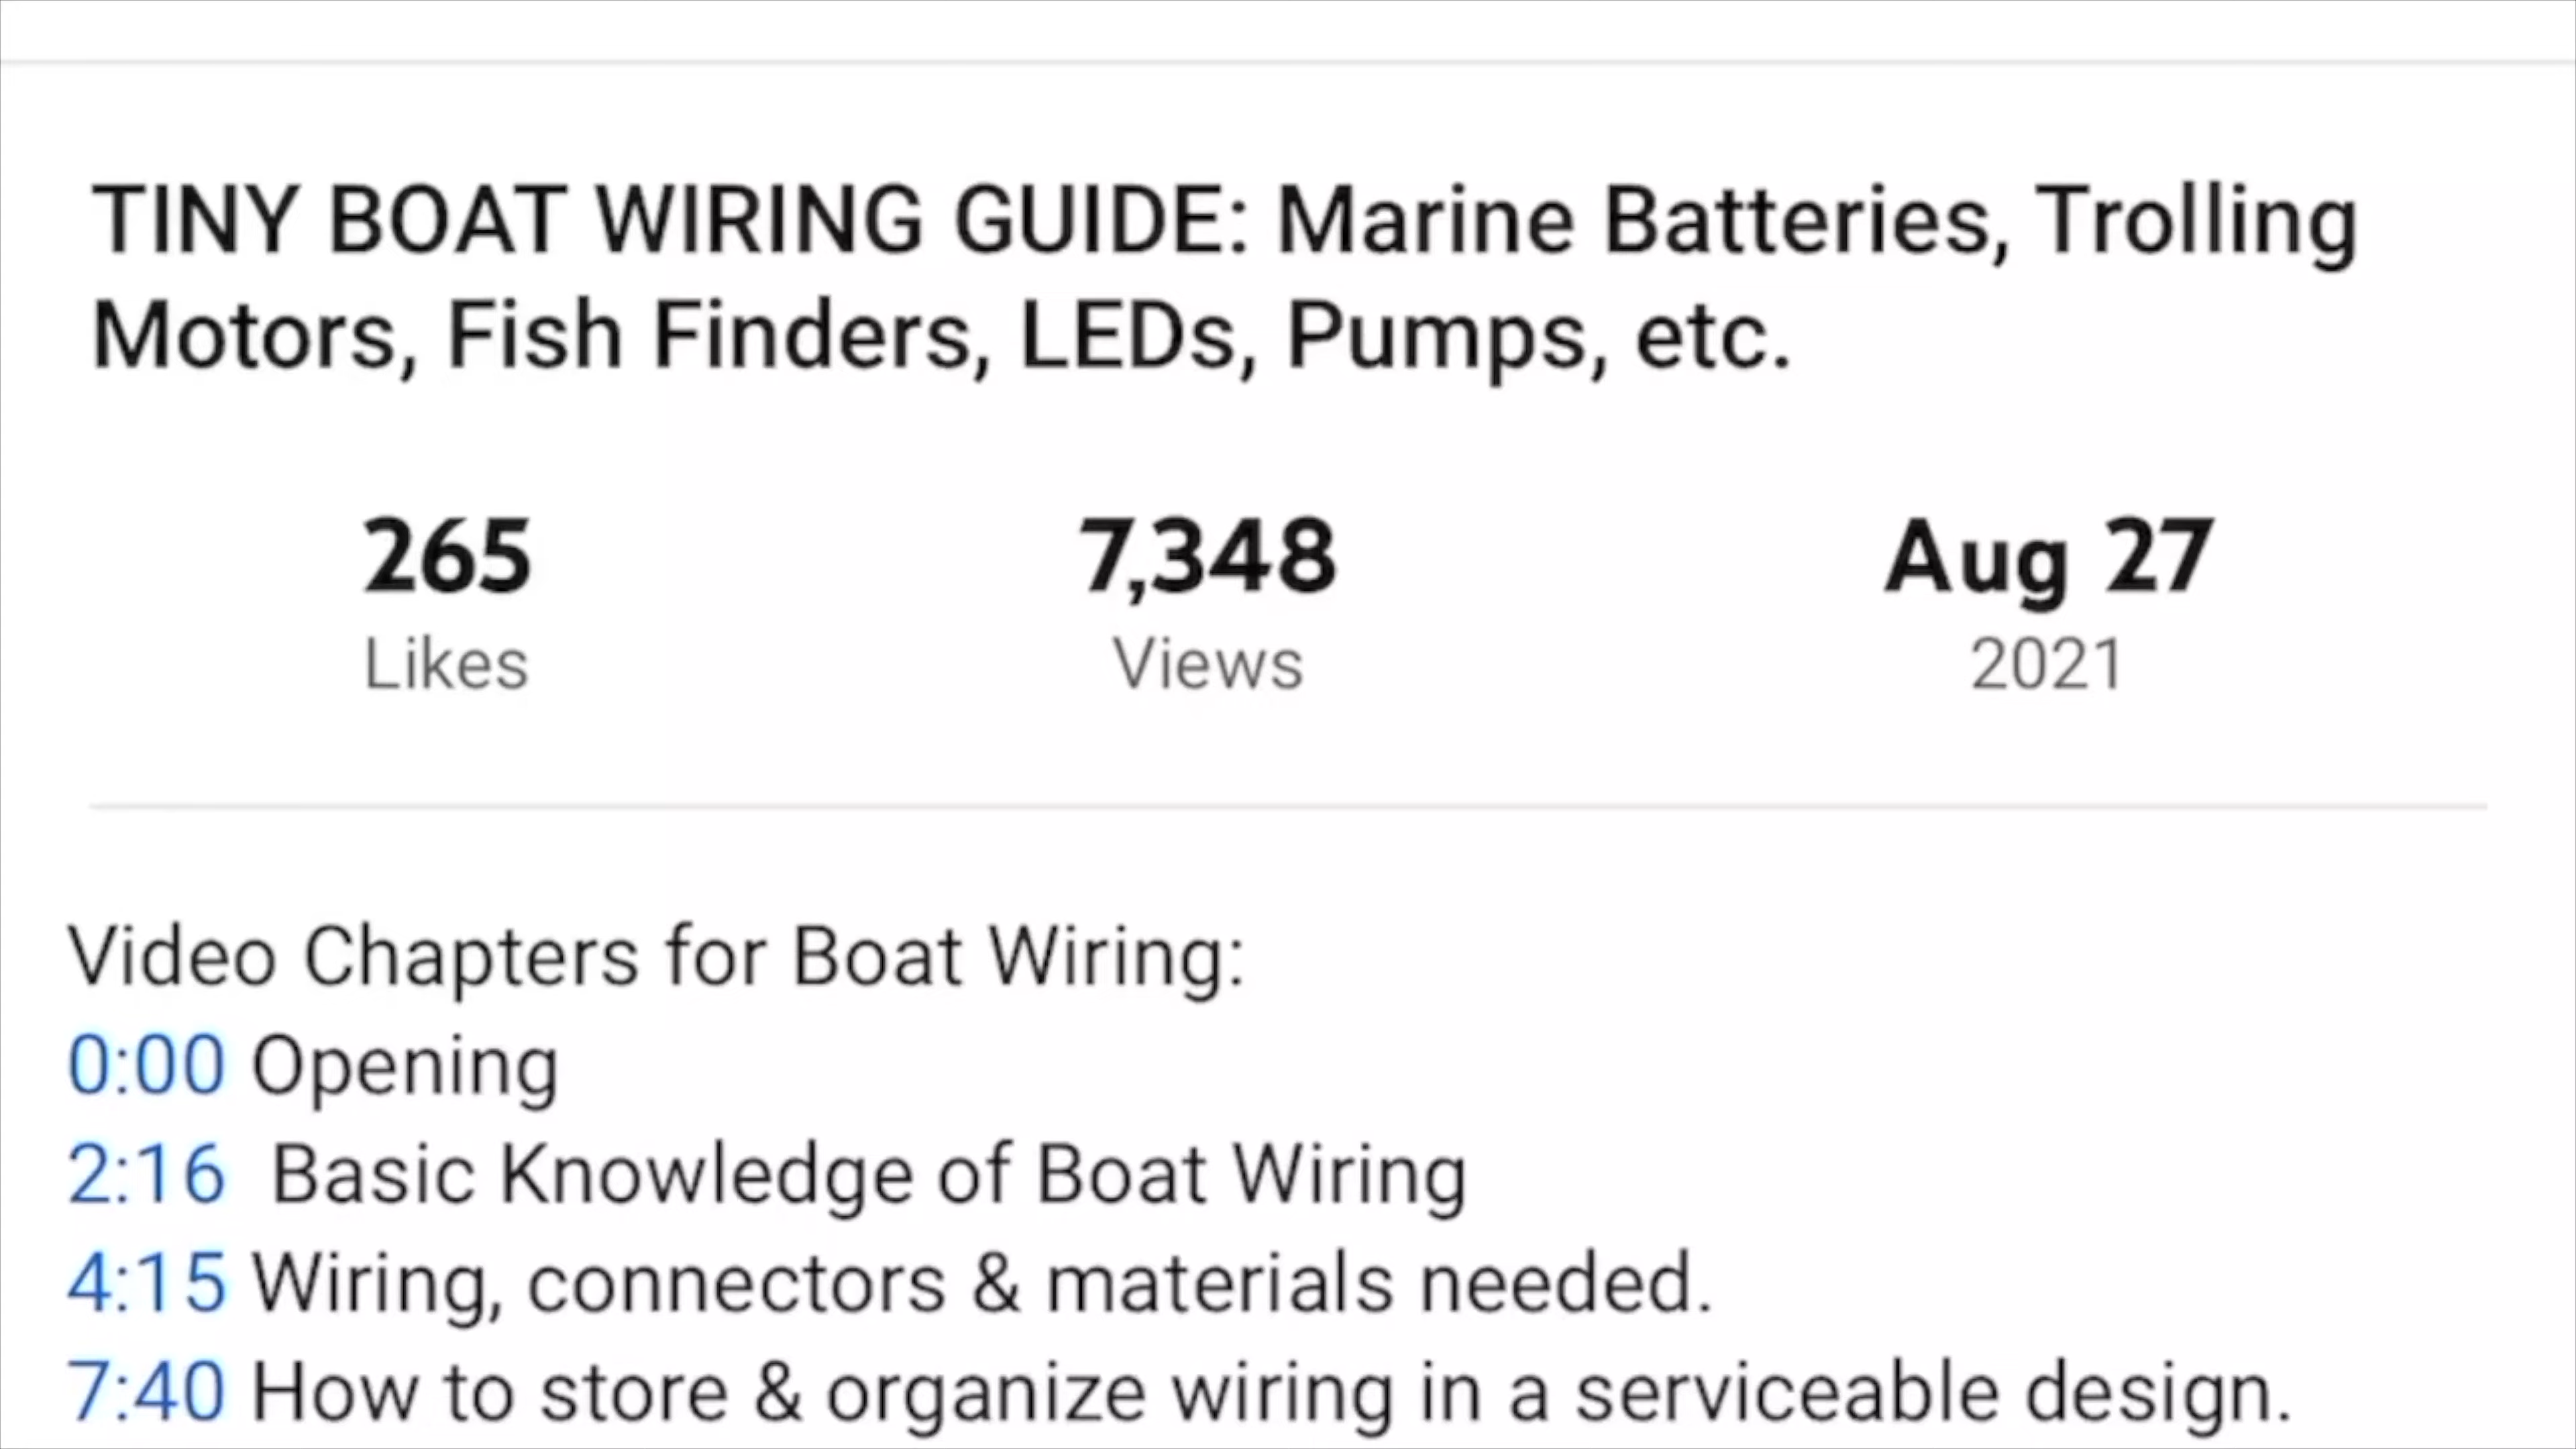 TINY BOAT WIRING GUIDE: Marine Batteries, Trolling
Motors, Fish Finders, LEDs, Pumps, etc.
265 7,348 Aug 27
Likes Views 2021
Video Chapters for Boat Wiring:
0:00 Opening
2:16 Basic Knowledge of Boat Wiring
4:15 Wiring, connectors & materials needed.
7:40 How to store & organize wiring in a serviceable design.